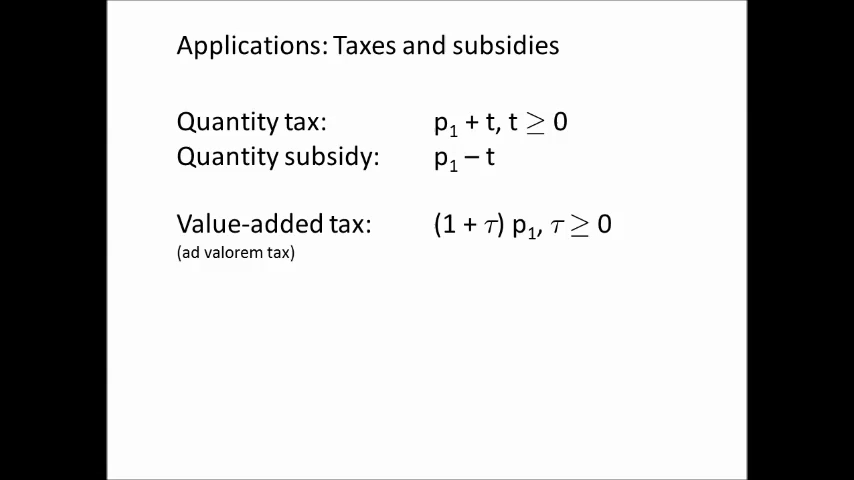 Applications: Taxes and subsidies
Quantity tax: p₁ + t, t ≥ 0
Quantity subsidy: p₁ – t
Value-added tax: (1 + τ) p₁, τ ≥ 0
(ad valorem tax)